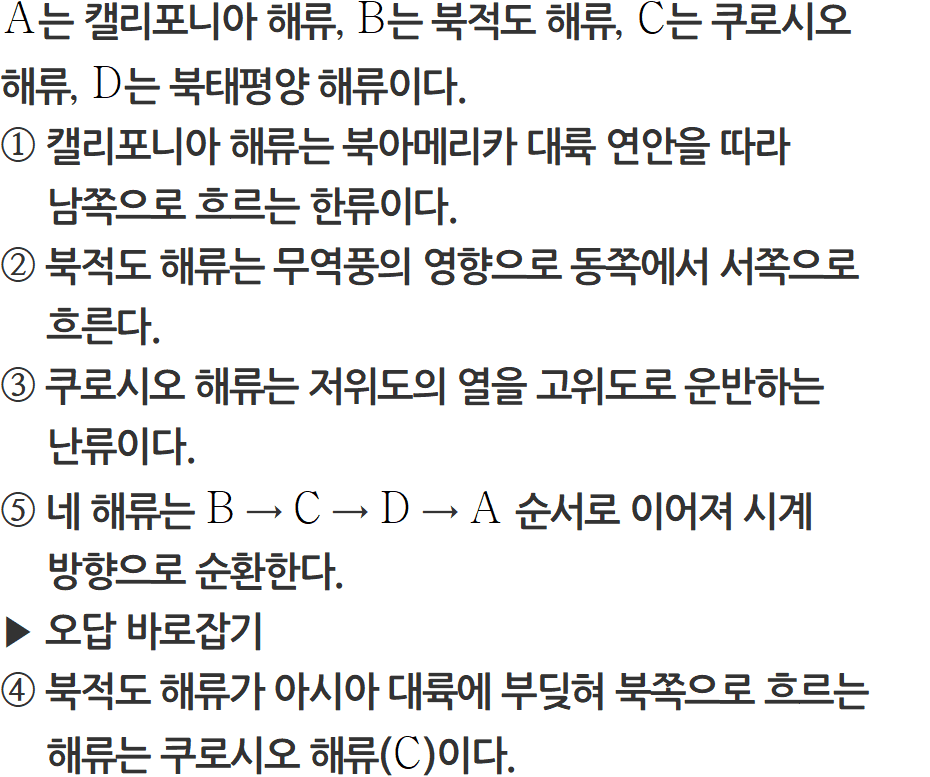 A는 캘리포니아 해류, B는 북적도 해류, C는 쿠로시오
해류, D는 북태평양 해류이다.
① 캘리포니아 해류는 북아메리카 대륙 연안을 따라
남쪽으로 흐르는 한류이다.
② 북적도 해류는 무역풍의 영향으로 동쪽에서 서쪽으로
흐른다.
③ 쿠로시오 해류는 저위도의 열을 고위도로 운반하는
난류이다.
⑤ 네 해류는 B → C → D → A 순서로 이어져 시계
방향으로 순환한다.
▶ 오답 바로잡기
④ 북적도 해류가 아시아 대륙에 부딪혀 북쪽으로 흐르는
해류는 쿠로시오 해류(C)이다.